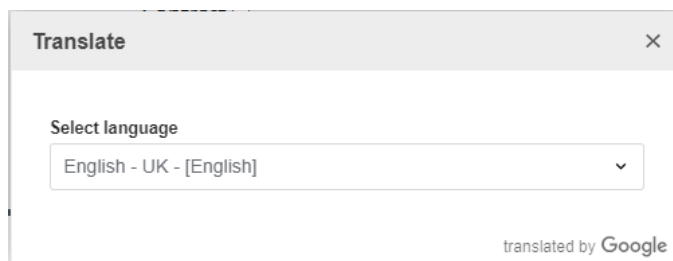 Translate
Select language
English - UK - [English]
translated by Google